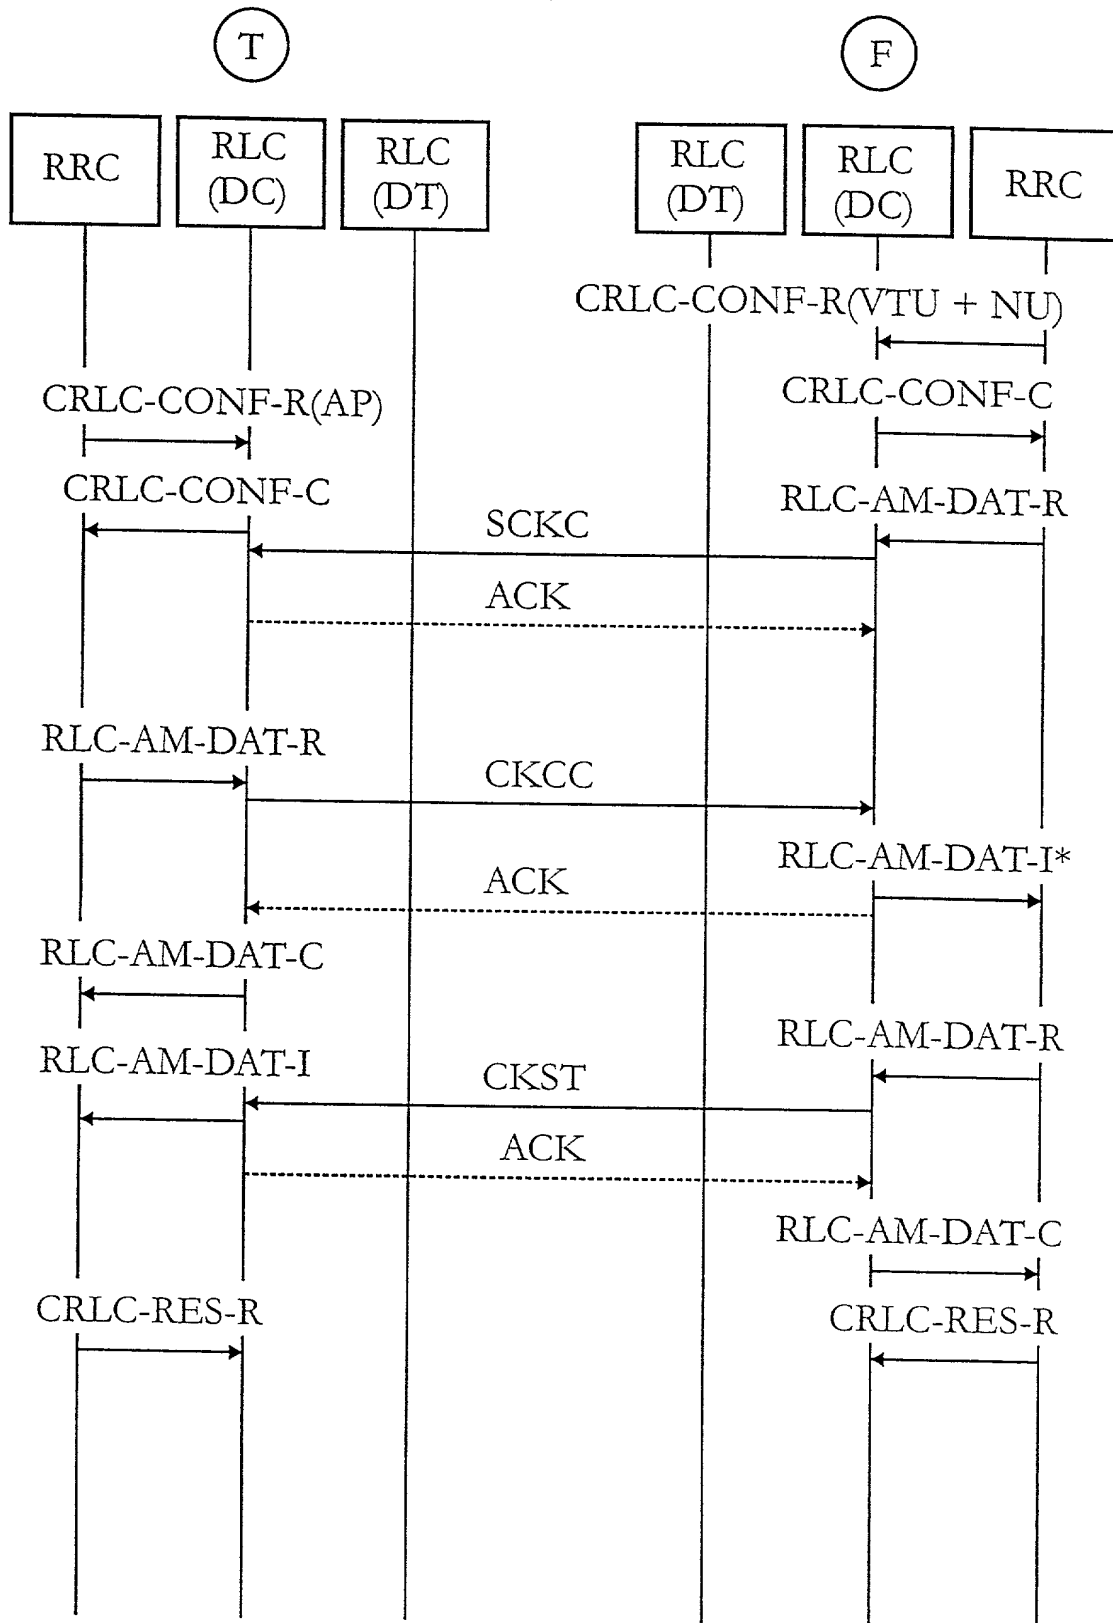 T
F
RRC
RLC
(DC)
RLC
(DT)
RLC
(DT)
RLC
(DC)
RRC
CRLC-CONF-R(VTU + NU)
CRLC-CONF-R(AP)
CRLC-CONF-C
CRLC-CONF-C
RLC-AM-DAT-R
SCKC
ACK
RLC-AM-DAT-R
CKCC
RLC-AM-DAT-I*
ACK
RLC-AM-DAT-C
RLC-AM-DAT-R
RLC-AM-DAT-I
CKST
ACK
RLC-AM-DAT-C
CRLC-RES-R
CRLC-RES-R